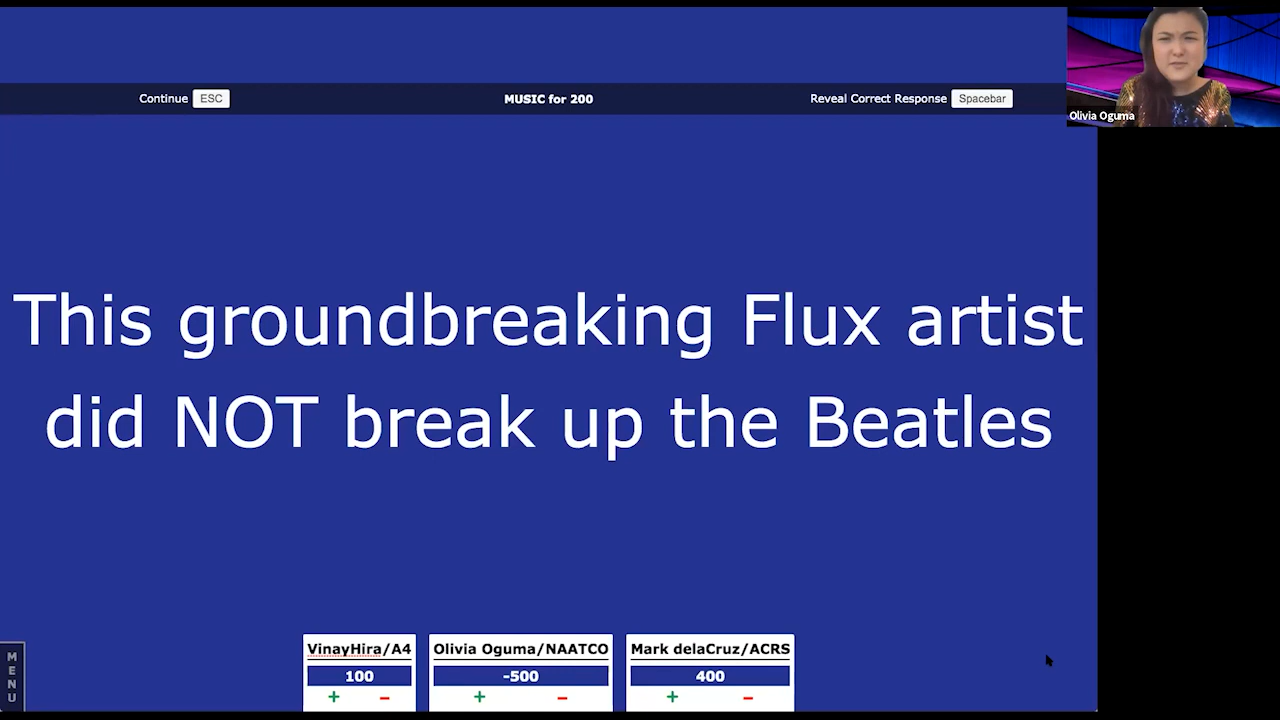 Continue ESC MUSIC for 200 Reveal Correct Response Spacebar
Olivia Oguma
This groundbreaking Flux artist
did NOT break up the Beatles
MENU
VinayHira/A4 Olivia Oguma/NAATCO Mark delaCruz/ACRS
100 -500 400
+ − + − + −